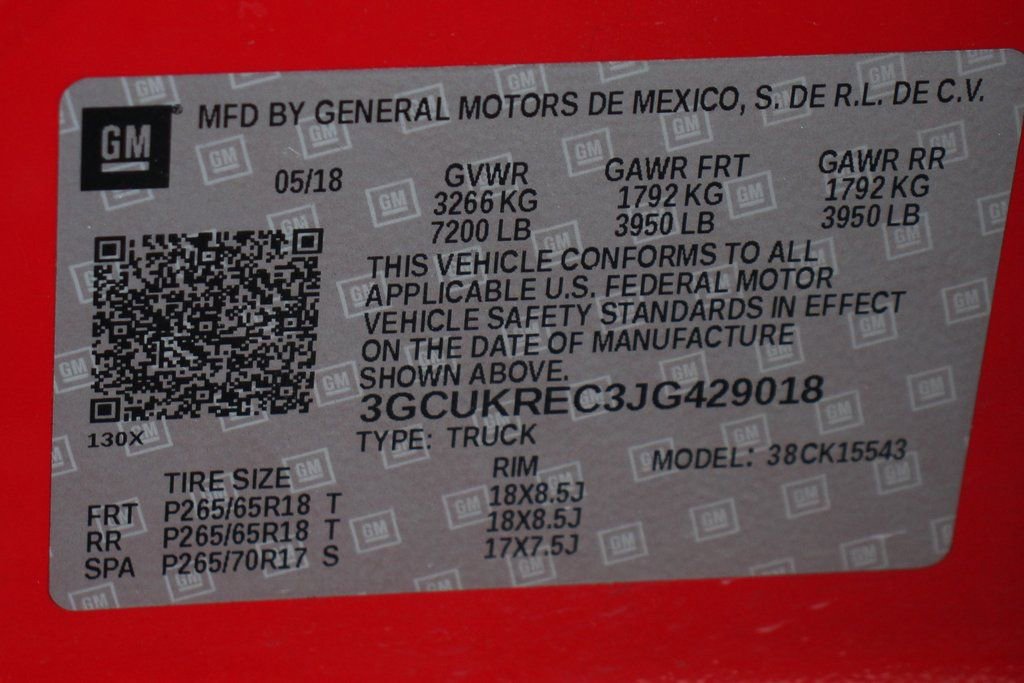 GM
MFD BY GENERAL MOTORS DE MEXICO, S. DE R.L. DE C.V.
05/18
GVWR GAWR FRT GAWR RR
3266 KG 1792 KG 1792 KG
7200 LB 3950 LB 3950 LB
THIS VEHICLE CONFORMS TO ALL
APPLICABLE U.S. FEDERAL MOTOR
VEHICLE SAFETY STANDARDS IN EFFECT
ON THE DATE OF MANUFACTURE
SHOWN ABOVE.
3GCUKREC3JG429018
130X
TYPE: TRUCK MODEL: 38CK15543
TIRE SIZE RIM
FRT P265/65R18 T 18X8.5J
RR P265/65R18 T 18X8.5J
SPA P265/70R17 S 17X7.5J